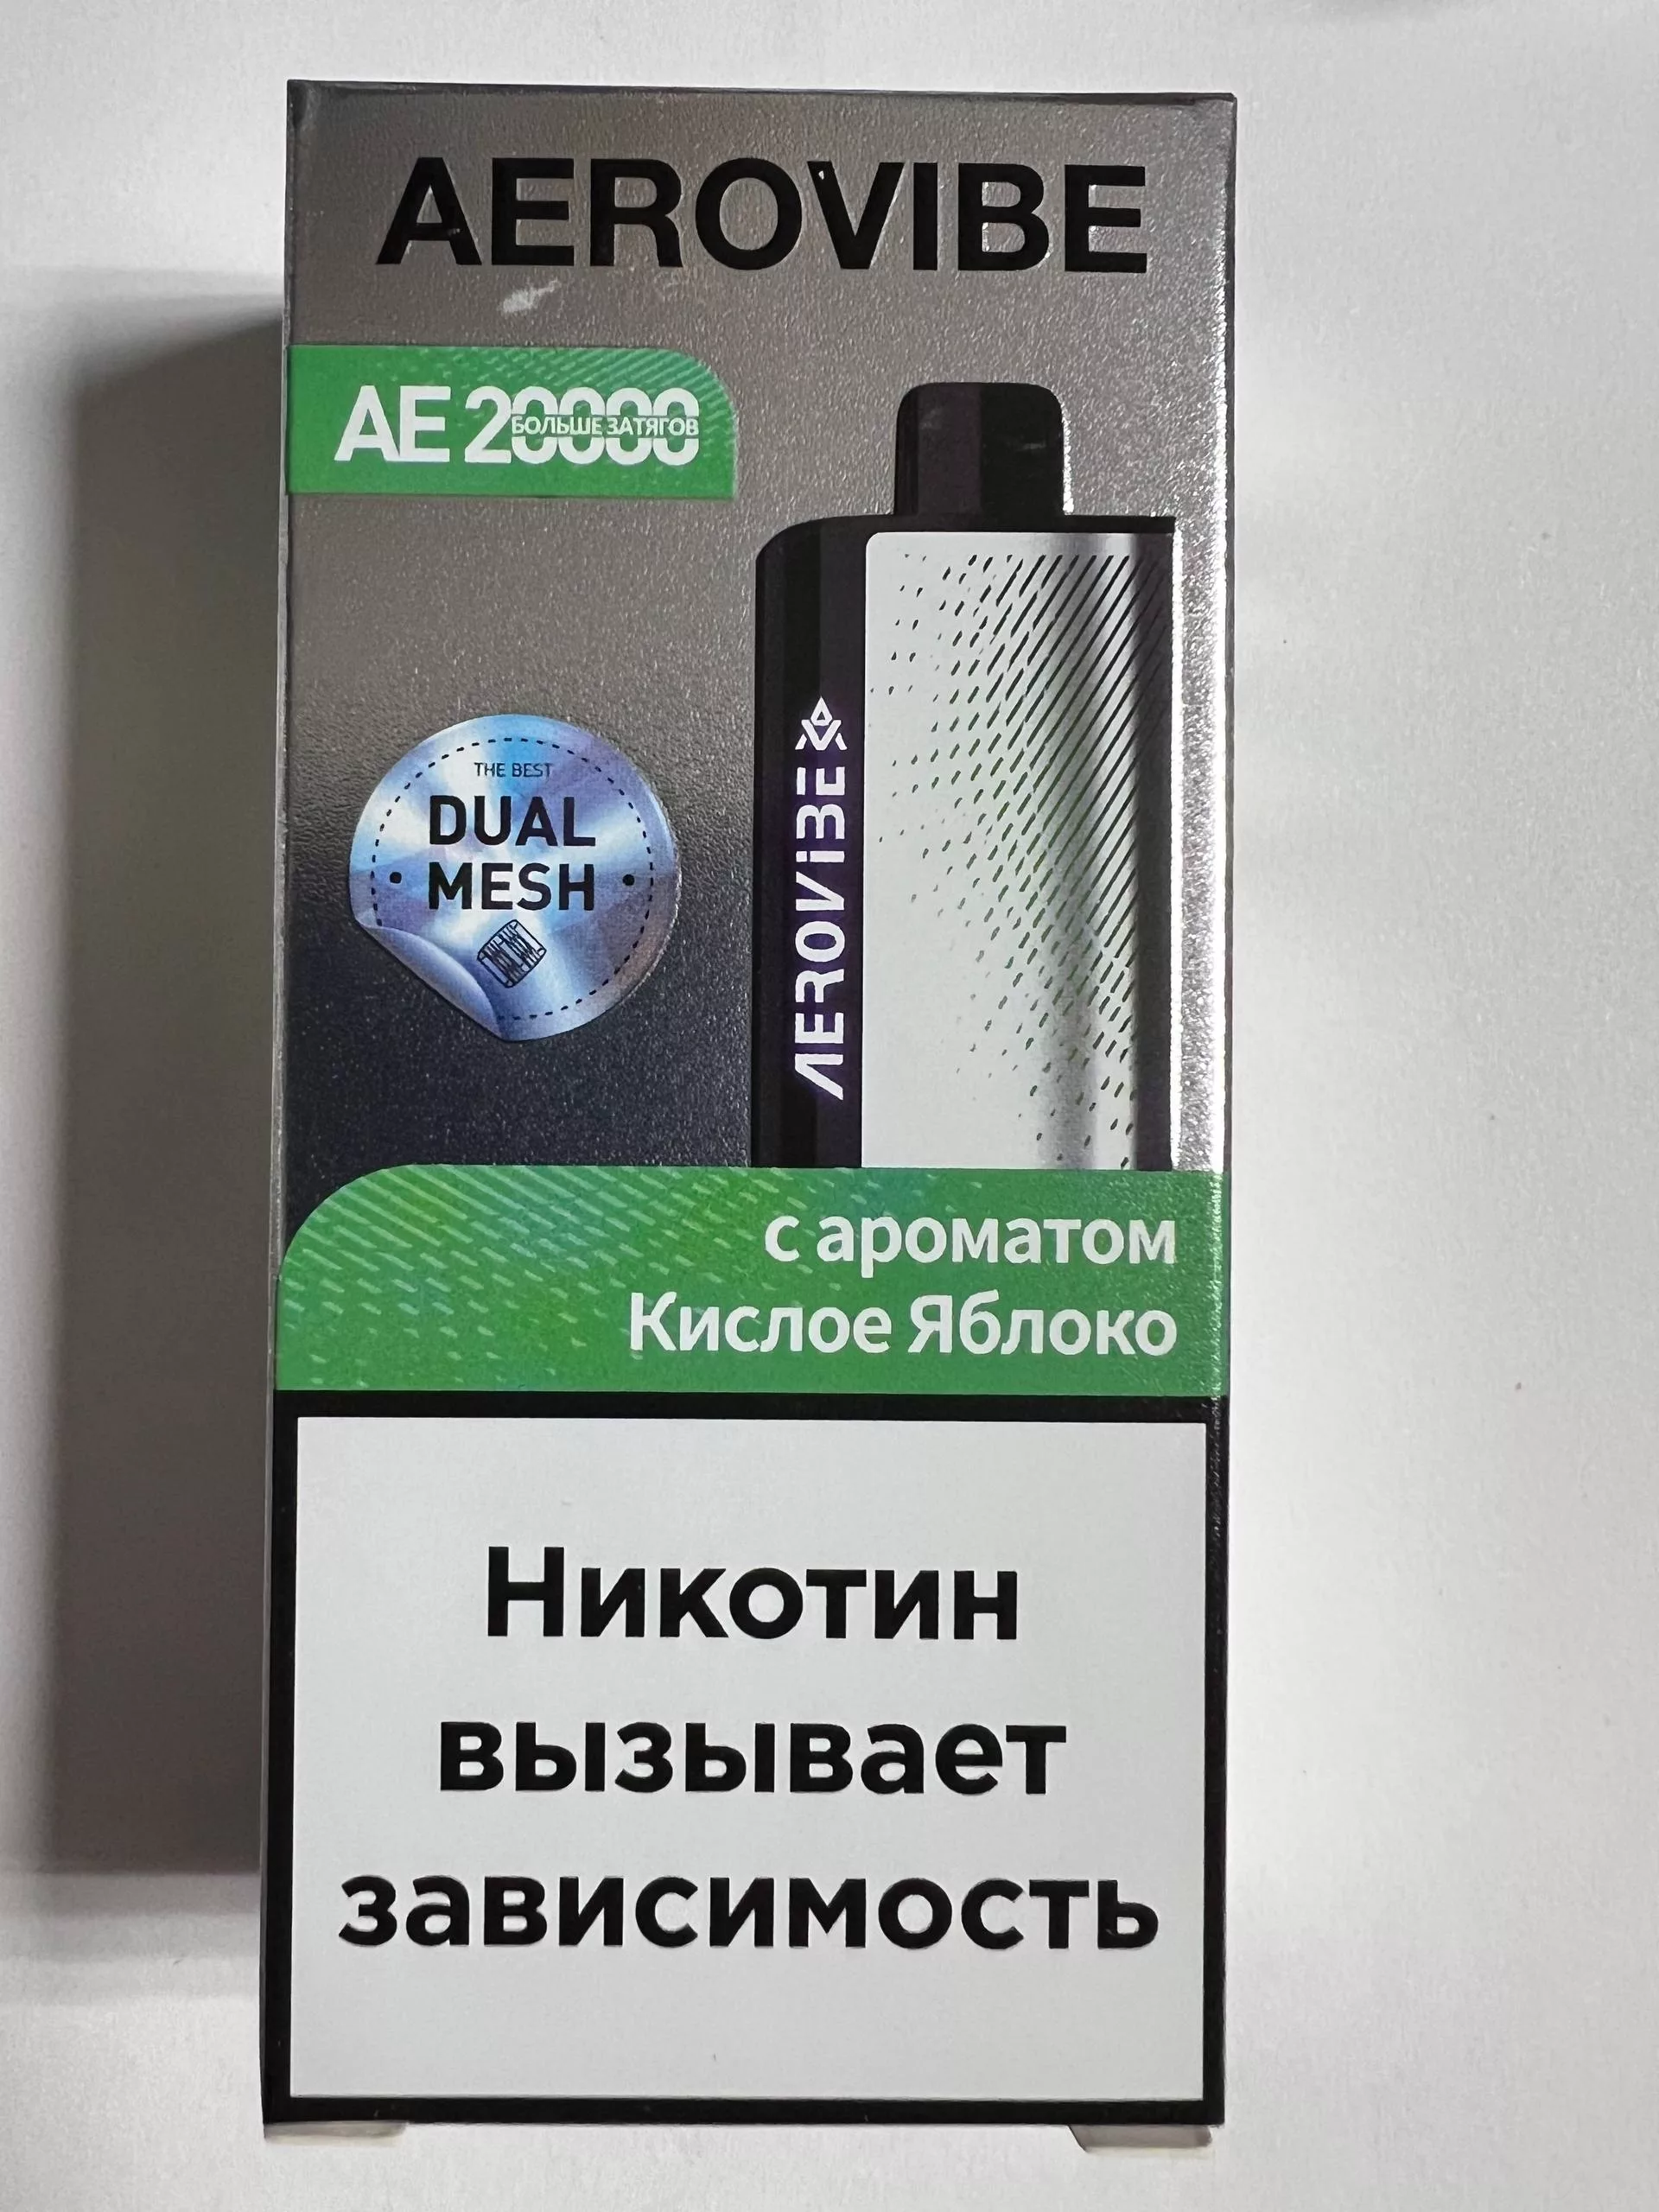 AEROVIBE
AE 20000
БОЛЬШЕ ЗАТЯГОВ
THE BEST
DUAL
MESH
AEROVIBE
с ароматом
Кислое Яблоко
Никотин
вызывает
зависимость